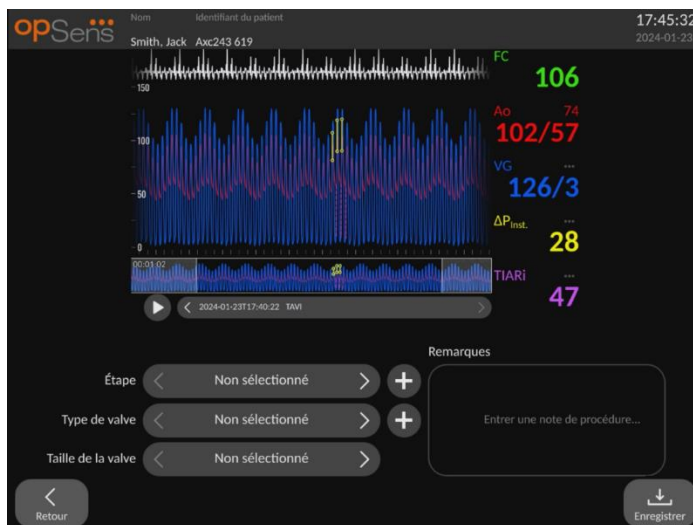 opSens
Nom Identifiant du patient
Smith, Jack Axc243 619
17:45:32
2024-01-23
150
100
50
0
FC
106
Ao 74
102/57
VG ---
126/3
ΔPInst. ---
28
TIARi ---
47
00:01:02
2024-01-23T17:40:22 TAVI
Étape Non sélectionné +
Type de valve Non sélectionné +
Taille de la valve Non sélectionné
Remarques
Entrer une note de procédure...
Retour
Enregistrer